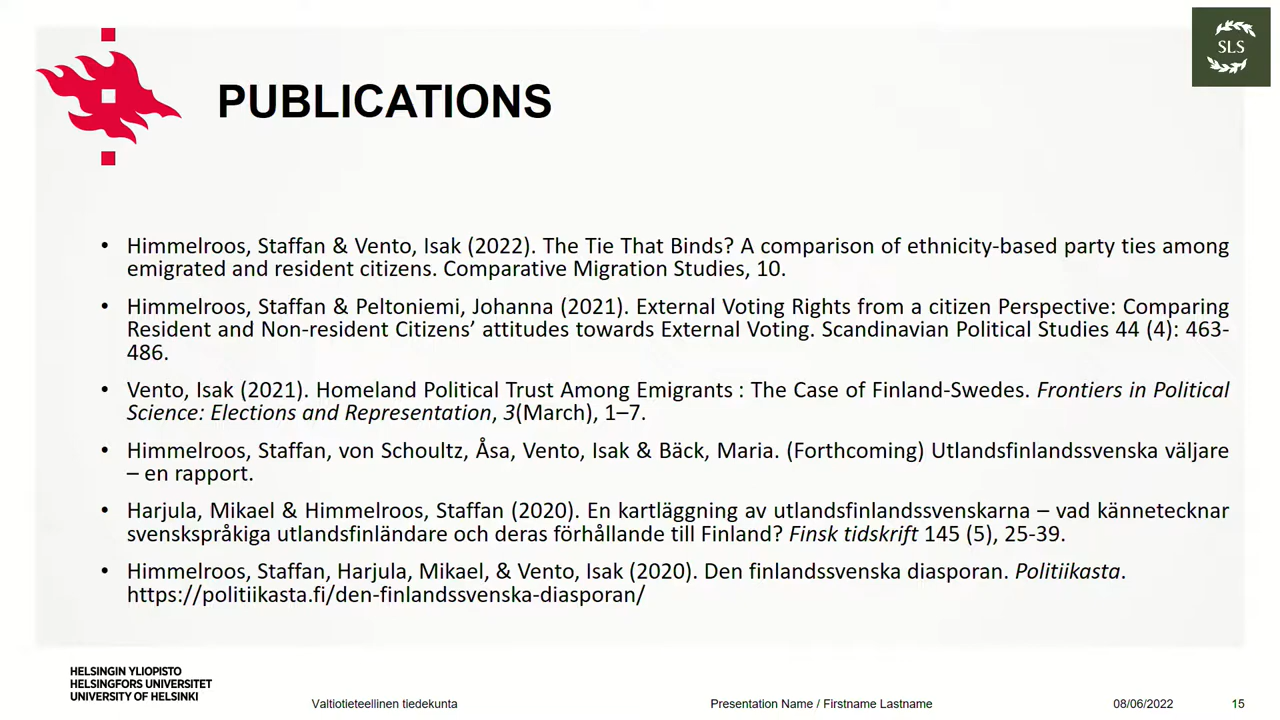 SLS
PUBLICATIONS
• Himmelroos, Staffan & Vento, Isak (2022). The Tie That Binds? A comparison of ethnicity-based party ties among
emigrated and resident citizens. Comparative Migration Studies, 10.
• Himmelroos, Staffan & Peltoniemi, Johanna (2021). External Voting Rights from a citizen Perspective: Comparing
Resident and Non-resident Citizens’ attitudes towards External Voting. Scandinavian Political Studies 44 (4): 463-
486.
• Vento, Isak (2021). Homeland Political Trust Among Emigrants : The Case of Finland-Swedes. Frontiers in Political
Science: Elections and Representation, 3(March), 1–7.
• Himmelroos, Staffan, von Schoultz, Åsa, Vento, Isak & Bäck, Maria. (Forthcoming) Utlandsfinlandssvenska väljare
– en rapport.
• Harjula, Mikael & Himmelroos, Staffan (2020). En kartläggning av utlandsfinlandssvenskarna – vad kännetecknar
svenskspråkiga utlandsfinländare och deras förhållande till Finland? Finsk tidskrift 145 (5), 25-39.
• Himmelroos, Staffan, Harjula, Mikael, & Vento, Isak (2020). Den finlandssvenska diasporan. Politiikasta.
https://politiikasta.fi/den-finlandssvenska-diasporan/
HELSINGIN YLIOPISTO
HELSINGFORS UNIVERSITET
UNIVERSITY OF HELSINKI
Valtiotieteellinen tiedekunta
Presentation Name / Firstname Lastname
08/06/2022
15